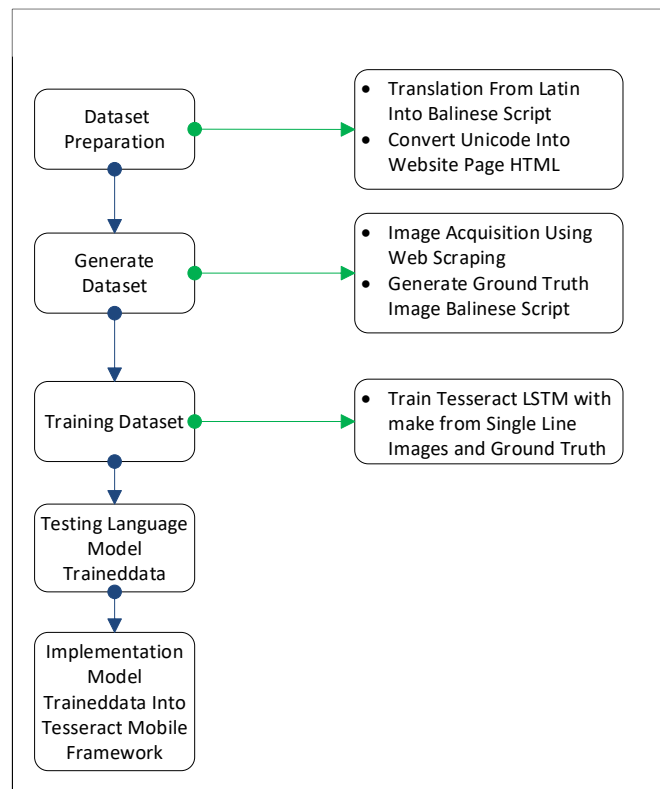 Dataset
Preparation
• Translation From Latin
Into Balinese Script
• Convert Unicode Into
Website Page HTML
Generate
Dataset
• Image Acquisition Using
Web Scraping
• Generate Ground Truth
Image Balinese Script
Training Dataset
• Train Tesseract LSTM with
make from Single Line
Images and Ground Truth
Testing Language
Model
Traineddata
Implementation
Model
Traineddata Into
Tesseract Mobile
Framework